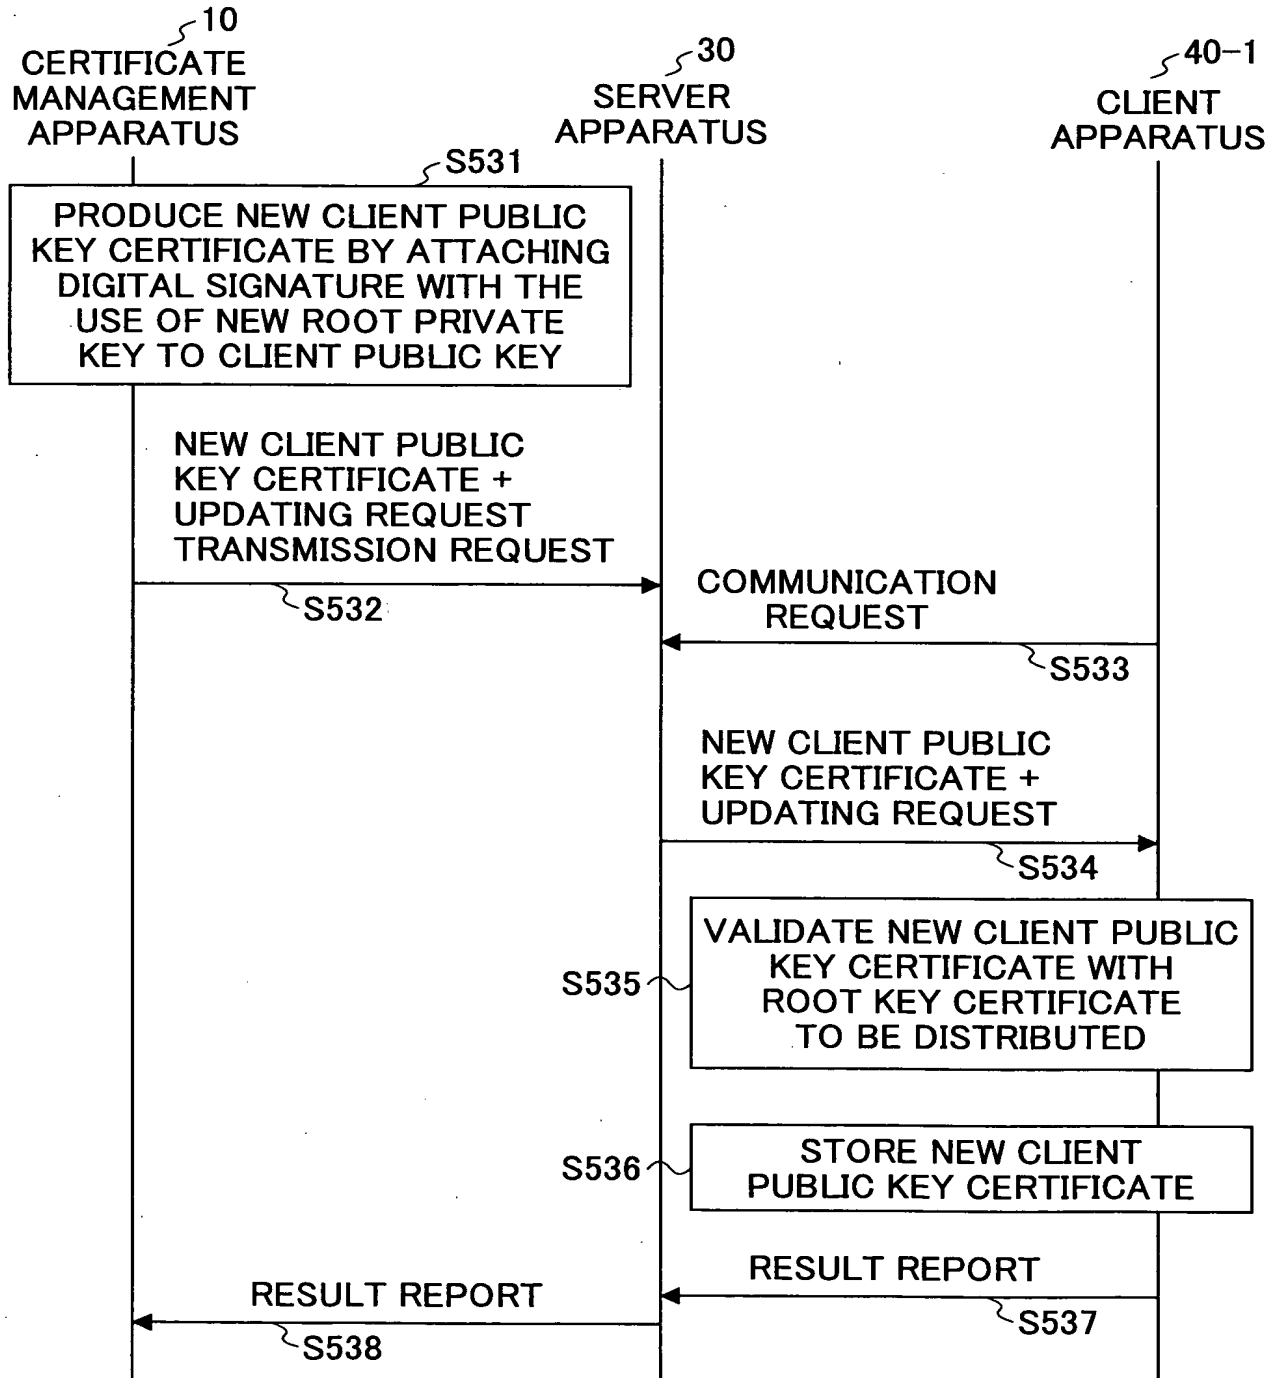 10
CERTIFICATE
MANAGEMENT
APPARATUS
30
SERVER
APPARATUS
40-1
CLIENT
APPARATUS
S531
PRODUCE NEW CLIENT PUBLIC
KEY CERTIFICATE BY ATTACHING
DIGITAL SIGNATURE WITH THE
USE OF NEW ROOT PRIVATE
KEY TO CLIENT PUBLIC KEY
NEW CLIENT PUBLIC
KEY CERTIFICATE +
UPDATING REQUEST
TRANSMISSION REQUEST
S532
COMMUNICATION
REQUEST
S533
NEW CLIENT PUBLIC
KEY CERTIFICATE +
UPDATING REQUEST
S534
S535
VALIDATE NEW CLIENT PUBLIC
KEY CERTIFICATE WITH
ROOT KEY CERTIFICATE
TO BE DISTRIBUTED
S536
STORE NEW CLIENT
PUBLIC KEY CERTIFICATE
RESULT REPORT
S537
RESULT REPORT
S538